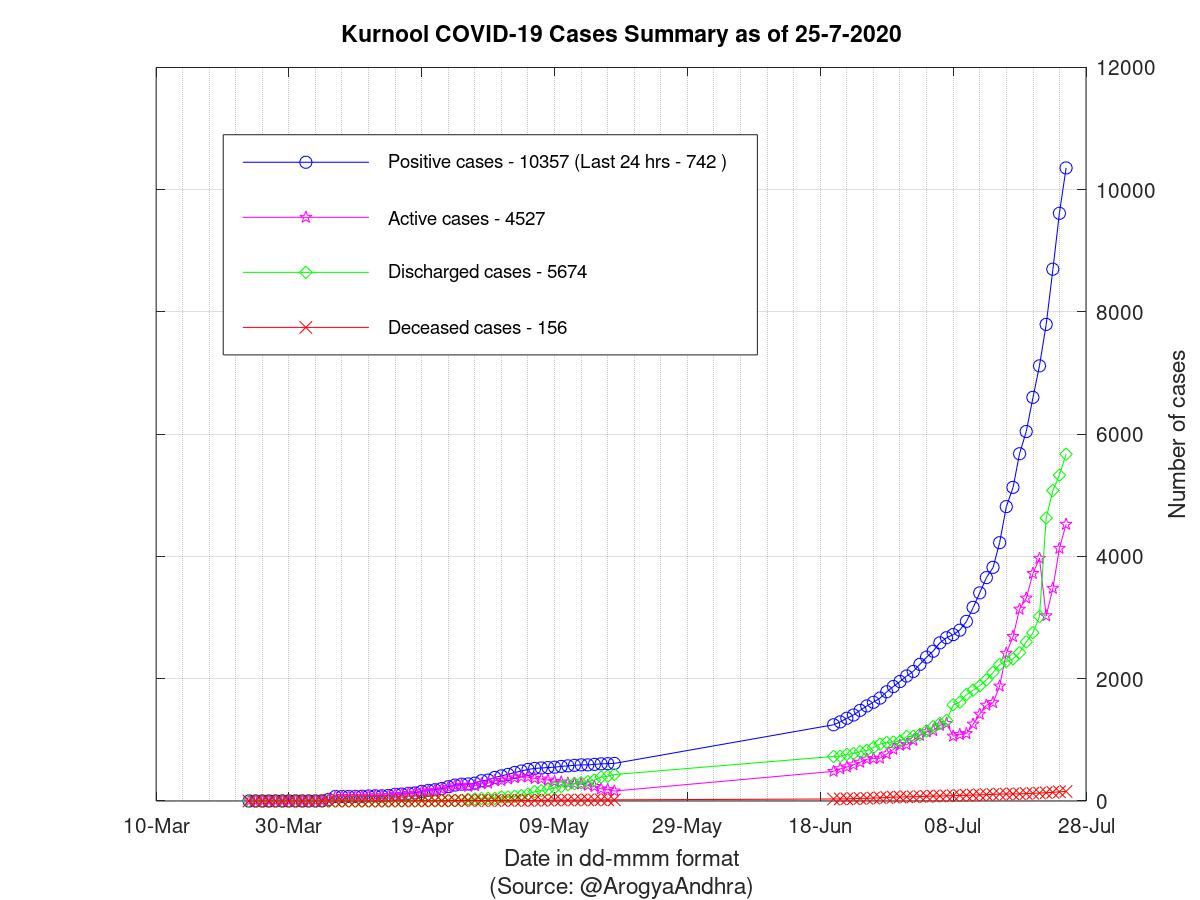 Kurnool COVID-19 Cases Summary as of 25-7-2020
12000
10000
8000
6000
4000
2000
0
Number of cases
Positive cases - 10357 (Last 24 hrs - 742 )
Active cases - 4527
Discharged cases - 5674
Deceased cases - 156
10-Mar 30-Mar 19-Apr 09-May 29-May 18-Jun 08-Jul 28-Jul
Date in dd-mmm format
(Source: @ArogyaAndhra)